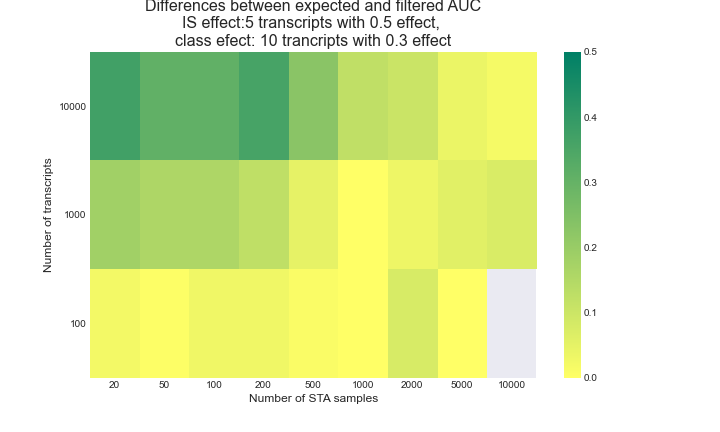 Differences between expected and filtered AUC
IS effect:5 transcripts with 0.5 effect,
class efect: 10 trancripts with 0.3 effect
Number of transcripts
10000
1000
100
20 50 100 200 500 1000 2000 5000 10000
Number of STA samples
0.5
0.4
0.3
0.2
0.1
0.0